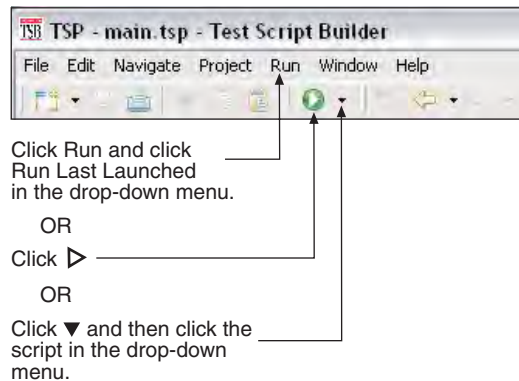 TSB TSP - main.tsp - Test Script Builder
File Edit Navigate Project Run Window Help
Click Run and click
Run Last Launched
in the drop-down menu.
OR
Click ▷
OR
Click ▼ and then click the
script in the drop-down
menu.